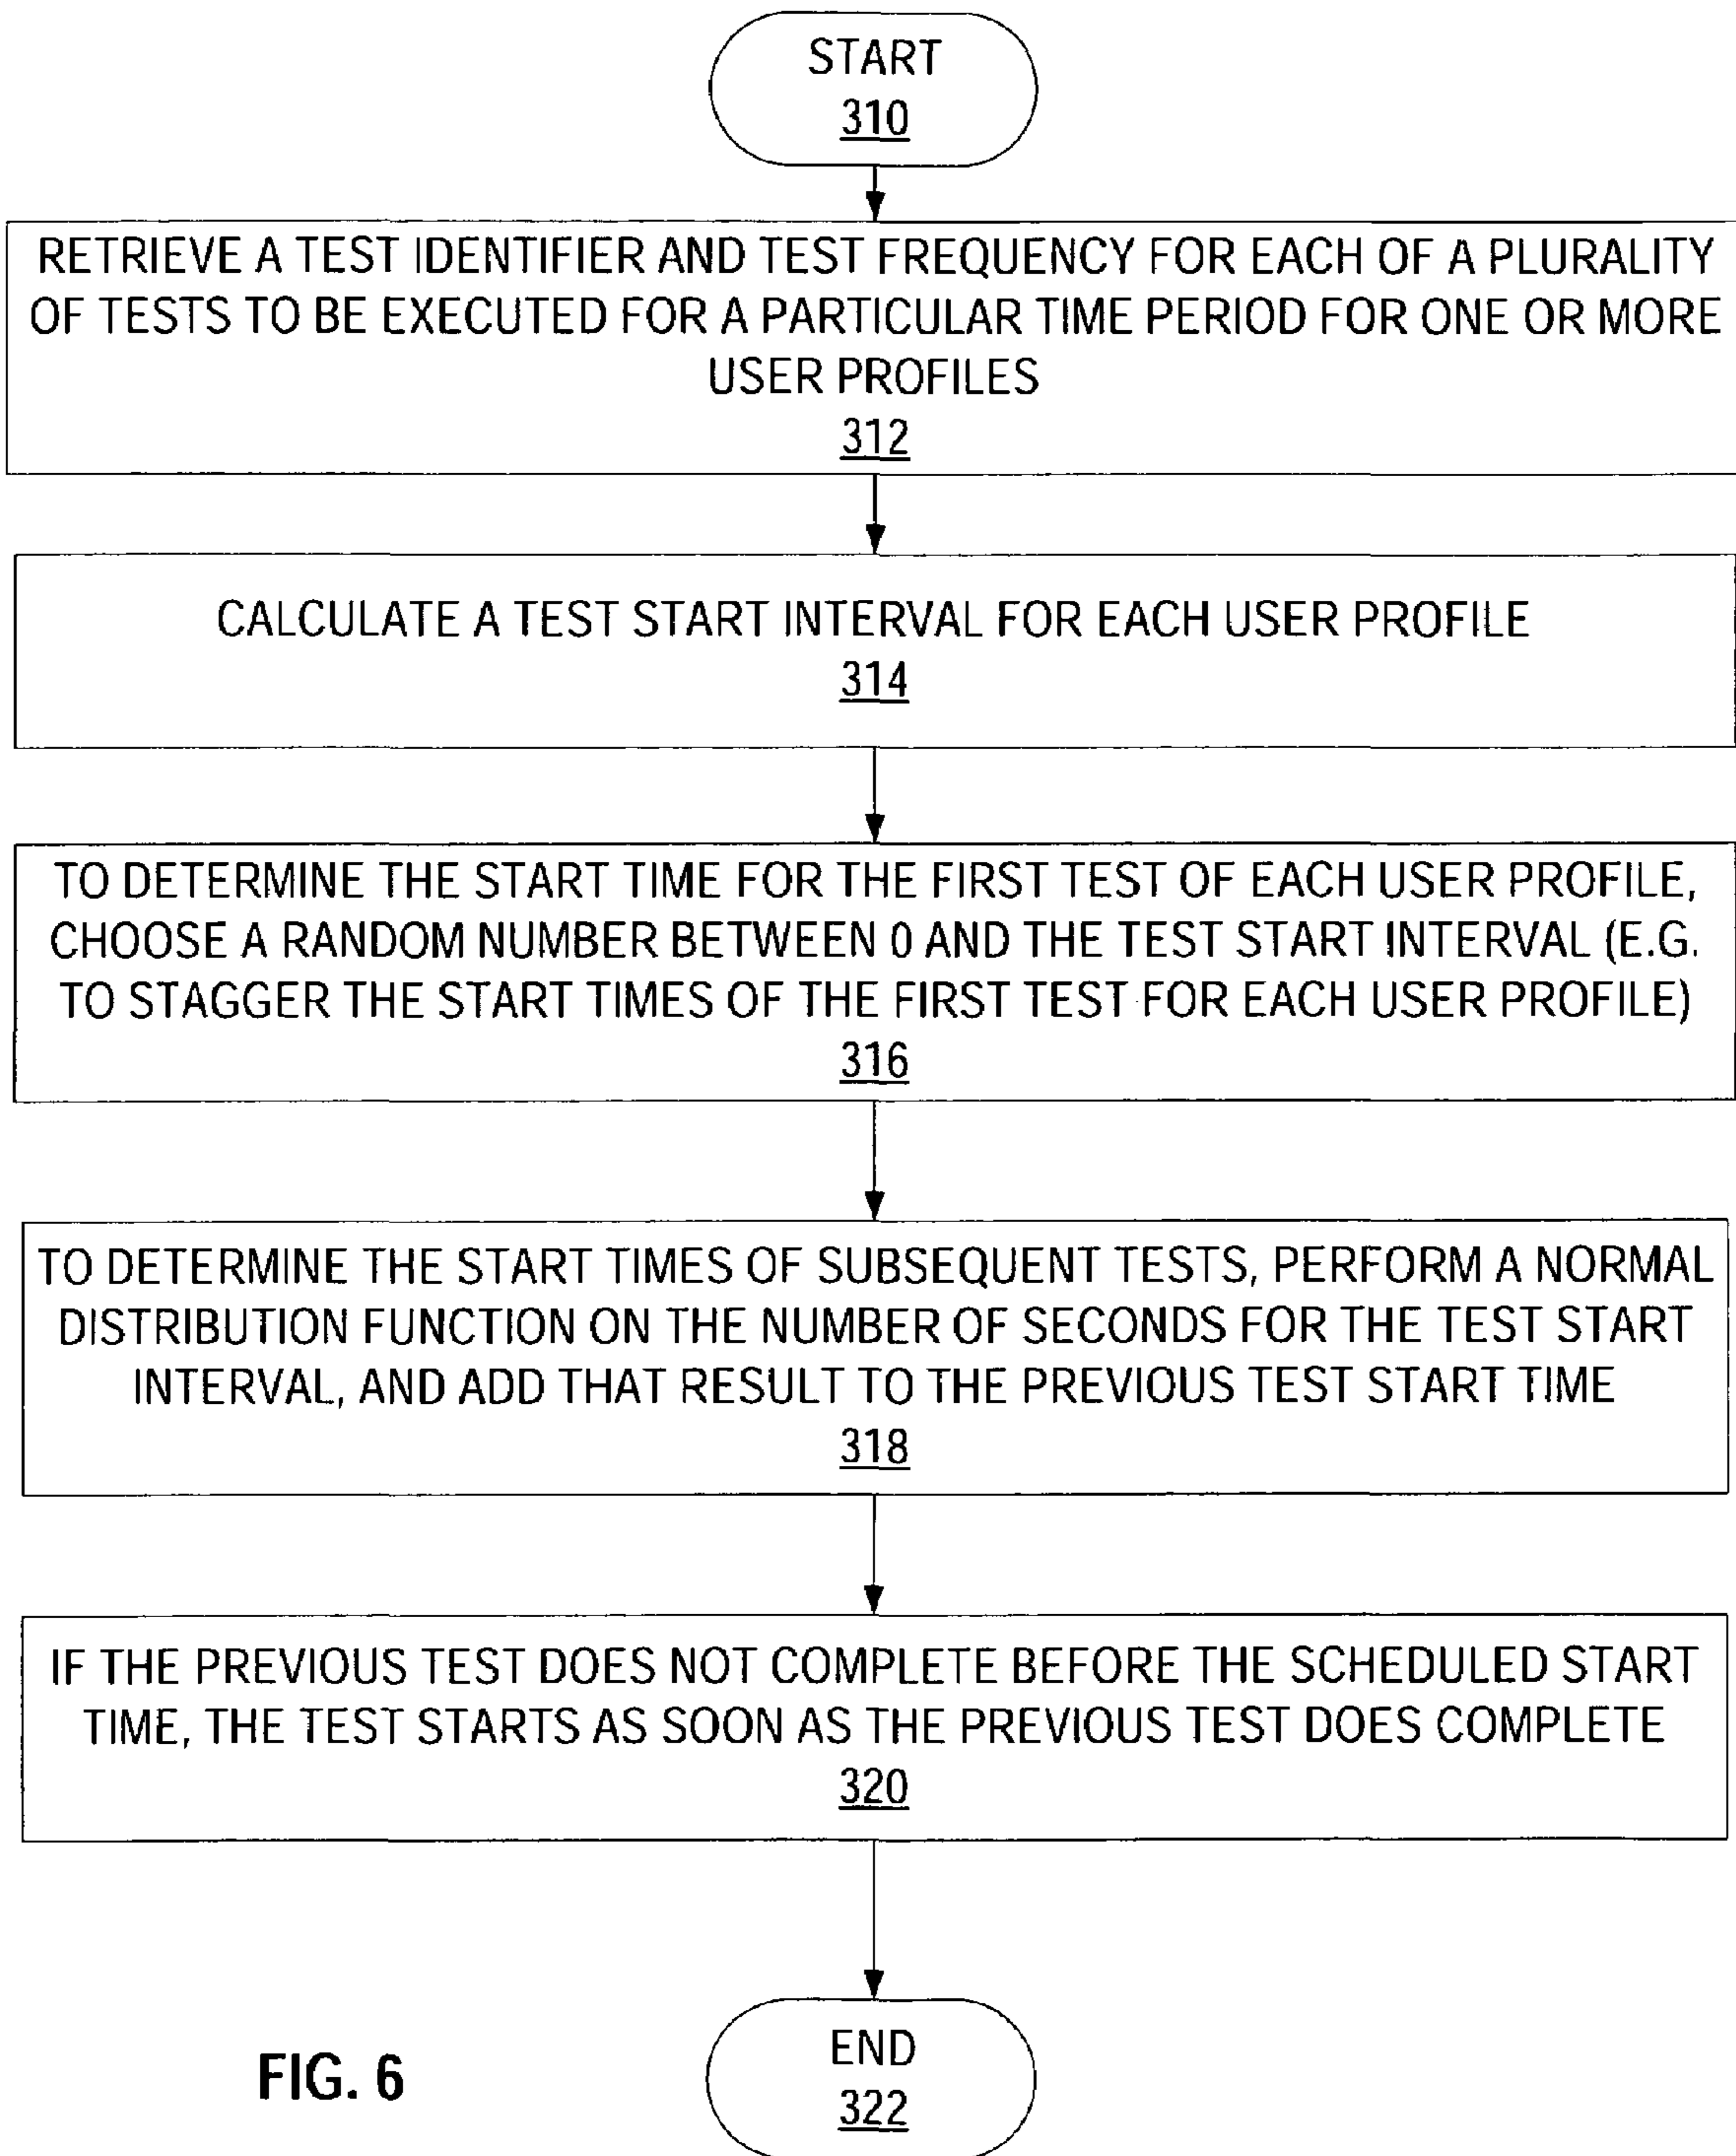 START
310
RETRIEVE A TEST IDENTIFIER AND TEST FREQUENCY FOR EACH OF A PLURALITY
OF TESTS TO BE EXECUTED FOR A PARTICULAR TIME PERIOD FOR ONE OR MORE
USER PROFILES
312
CALCULATE A TEST START INTERVAL FOR EACH USER PROFILE
314
TO DETERMINE THE START TIME FOR THE FIRST TEST OF EACH USER PROFILE,
CHOOSE A RANDOM NUMBER BETWEEN 0 AND THE TEST START INTERVAL (E.G.
TO STAGGER THE START TIMES OF THE FIRST TEST FOR EACH USER PROFILE)
316
TO DETERMINE THE START TIMES OF SUBSEQUENT TESTS, PERFORM A NORMAL
DISTRIBUTION FUNCTION ON THE NUMBER OF SECONDS FOR THE TEST START
INTERVAL, AND ADD THAT RESULT TO THE PREVIOUS TEST START TIME
318
IF THE PREVIOUS TEST DOES NOT COMPLETE BEFORE THE SCHEDULED START
TIME, THE TEST STARTS AS SOON AS THE PREVIOUS TEST DOES COMPLETE
320
END
322
FIG. 6